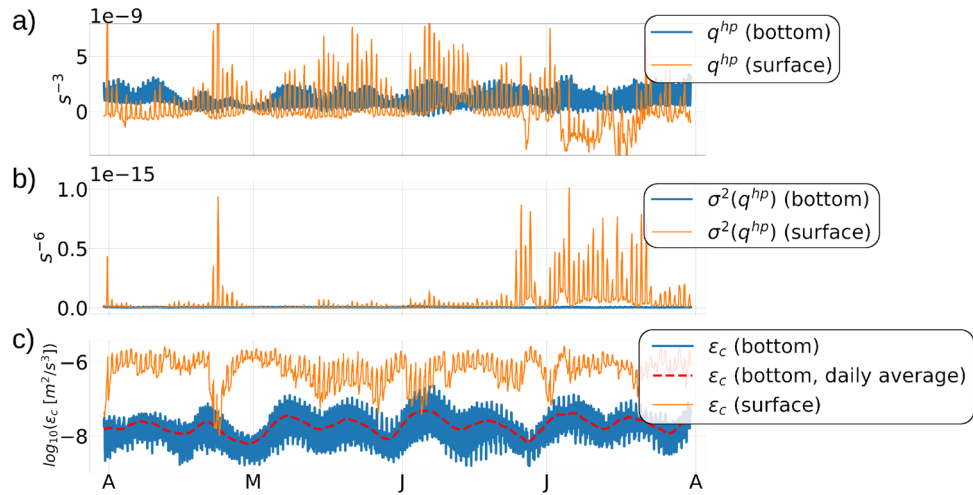 a)
1e-9
5
0
s⁻³
q^{hp} (bottom)
q^{hp} (surface)
b)
1e-15
1.0
0.5
0.0
s⁻⁶
σ²(q^{hp}) (bottom)
σ²(q^{hp}) (surface)
c)
-6
-8
log₁₀(ε_c [m²/s³])
ε_c (bottom)
ε_c (bottom, daily average)
ε_c (surface)
A M J J A